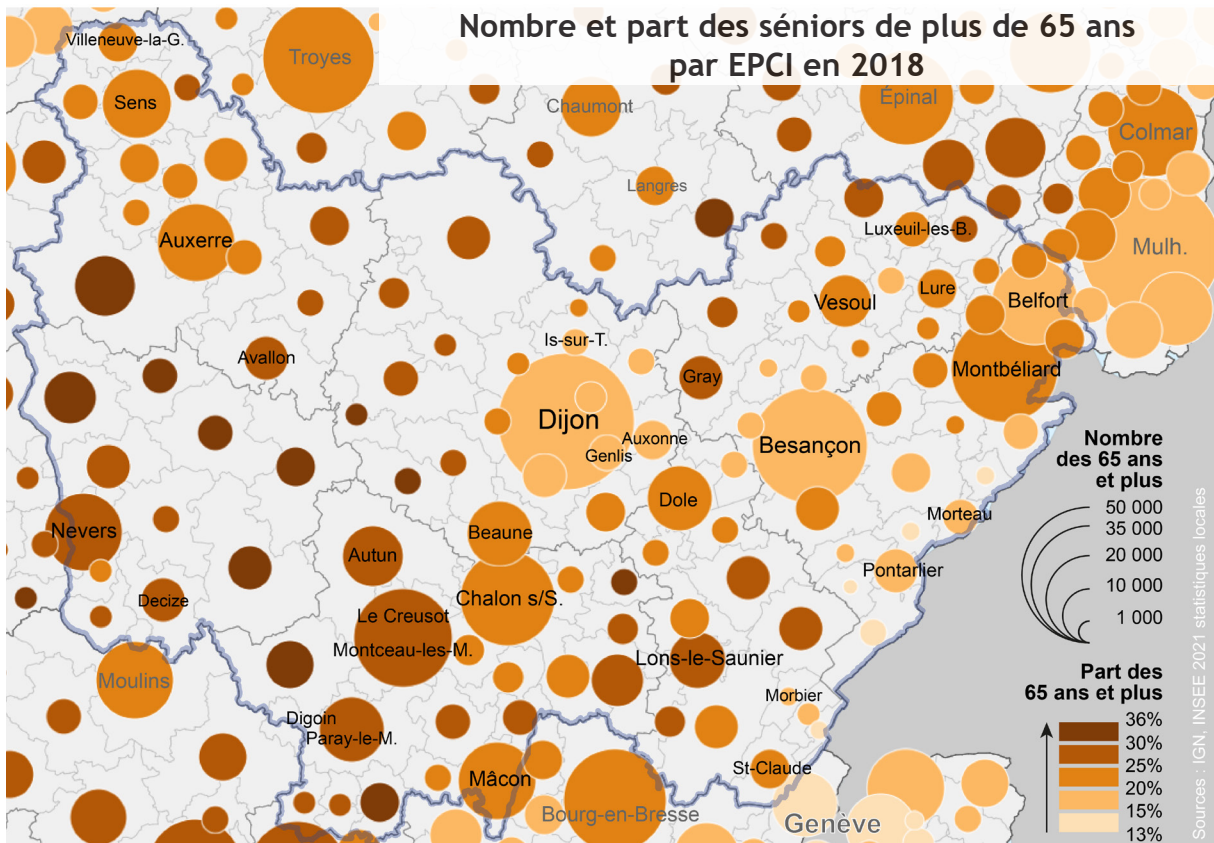 Nombre et part des séniors de plus de 65 ans
par EPCI en 2018
Villeneuve-la-G.
Troyes
Sens
Chaumont
Épinal
Colmar
Langres
Auxerre
Luxeuil-les-B.
Mulh.
Vesoul
Lure
Belfort
Is-sur-T.
Avallon
Gray
Montbéliard
Dijon
Auxonne
Genlis
Besançon
Dole
Morteau
Nevers
Beaune
Autun
Pontarlier
Decize
Chalon s/S.
Le Creusot
Montceau-les-M.
Lons-le-Saunier
Moulins
Morbier
Digoin
Paray-le-M.
St-Claude
Mâcon
Bourg-en-Bresse
Genève
Nombre
des 65 ans
et plus
50 000
35 000
20 000
10 000
1 000
Part des
65 ans et plus
36%
30%
25%
20%
15%
13%
Sources : IGN, INSEE 2021 statistiques locales